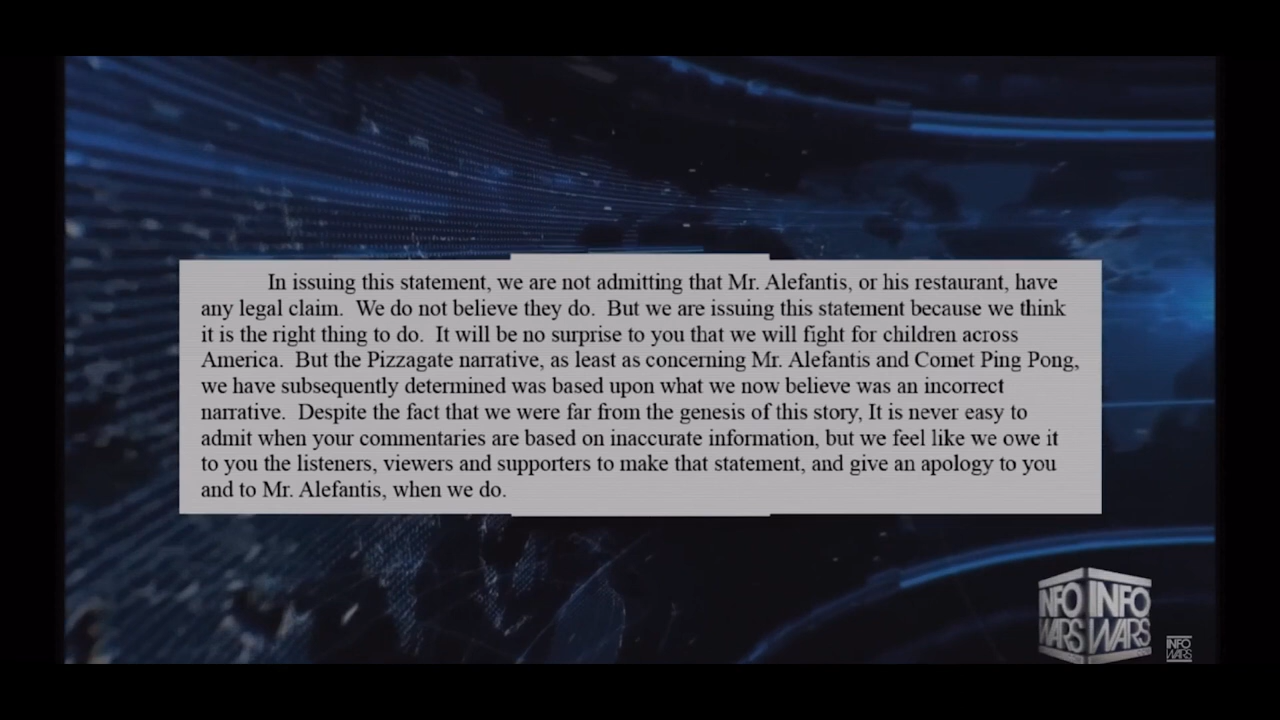 In issuing this statement, we are not admitting that Mr. Alefantis, or his restaurant, have
any legal claim. We do not believe they do. But we are issuing this statement because we think
it is the right thing to do. It will be no surprise to you that we will fight for children across
America. But the Pizzagate narrative, as least as concerning Mr. Alefantis and Comet Ping Pong,
we have subsequently determined was based upon what we now believe was an incorrect
narrative. Despite the fact that we were far from the genesis of this story, It is never easy to
admit when your commentaries are based on inaccurate information, but we feel like we owe it
to you the listeners, viewers and supporters to make that statement, and give an apology to you
and to Mr. Alefantis, when we do.
INFO INFO
WARS WARS
INFO
WARS